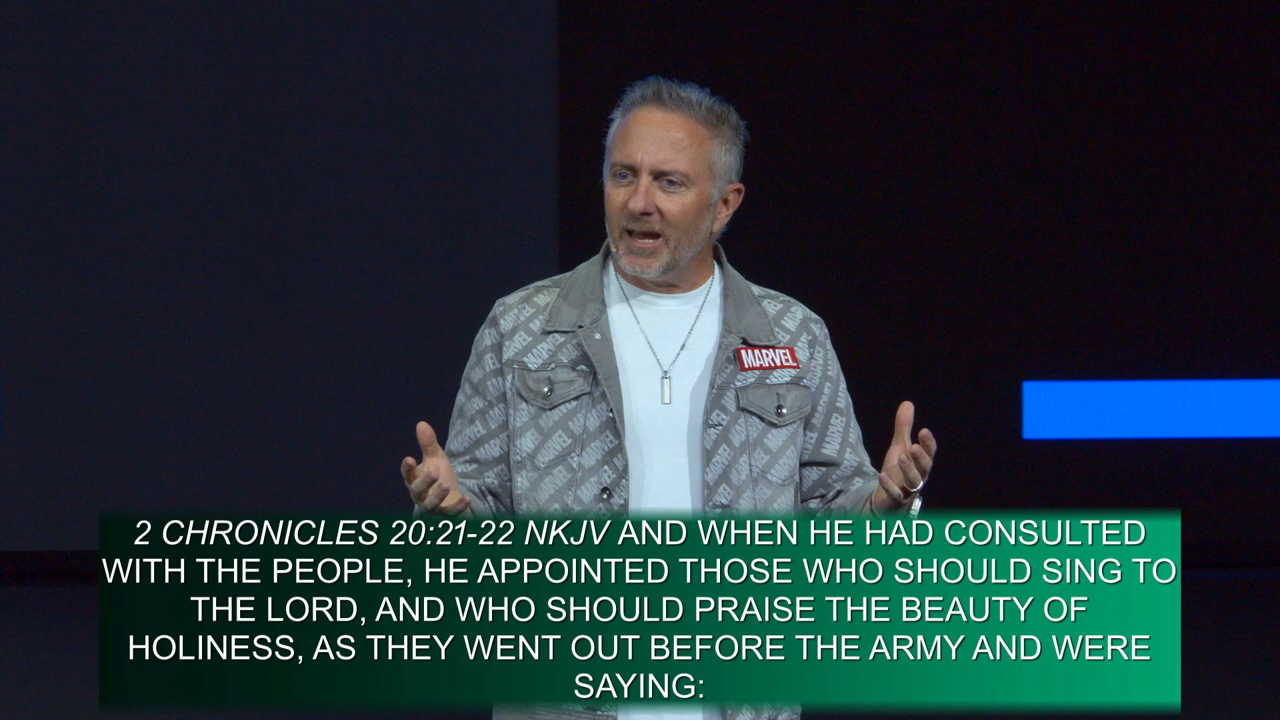 MARVEL
2 CHRONICLES 20:21-22 NKJV AND WHEN HE HAD CONSULTED
WITH THE PEOPLE, HE APPOINTED THOSE WHO SHOULD SING TO
THE LORD, AND WHO SHOULD PRAISE THE BEAUTY OF
HOLINESS, AS THEY WENT OUT BEFORE THE ARMY AND WERE
SAYING: